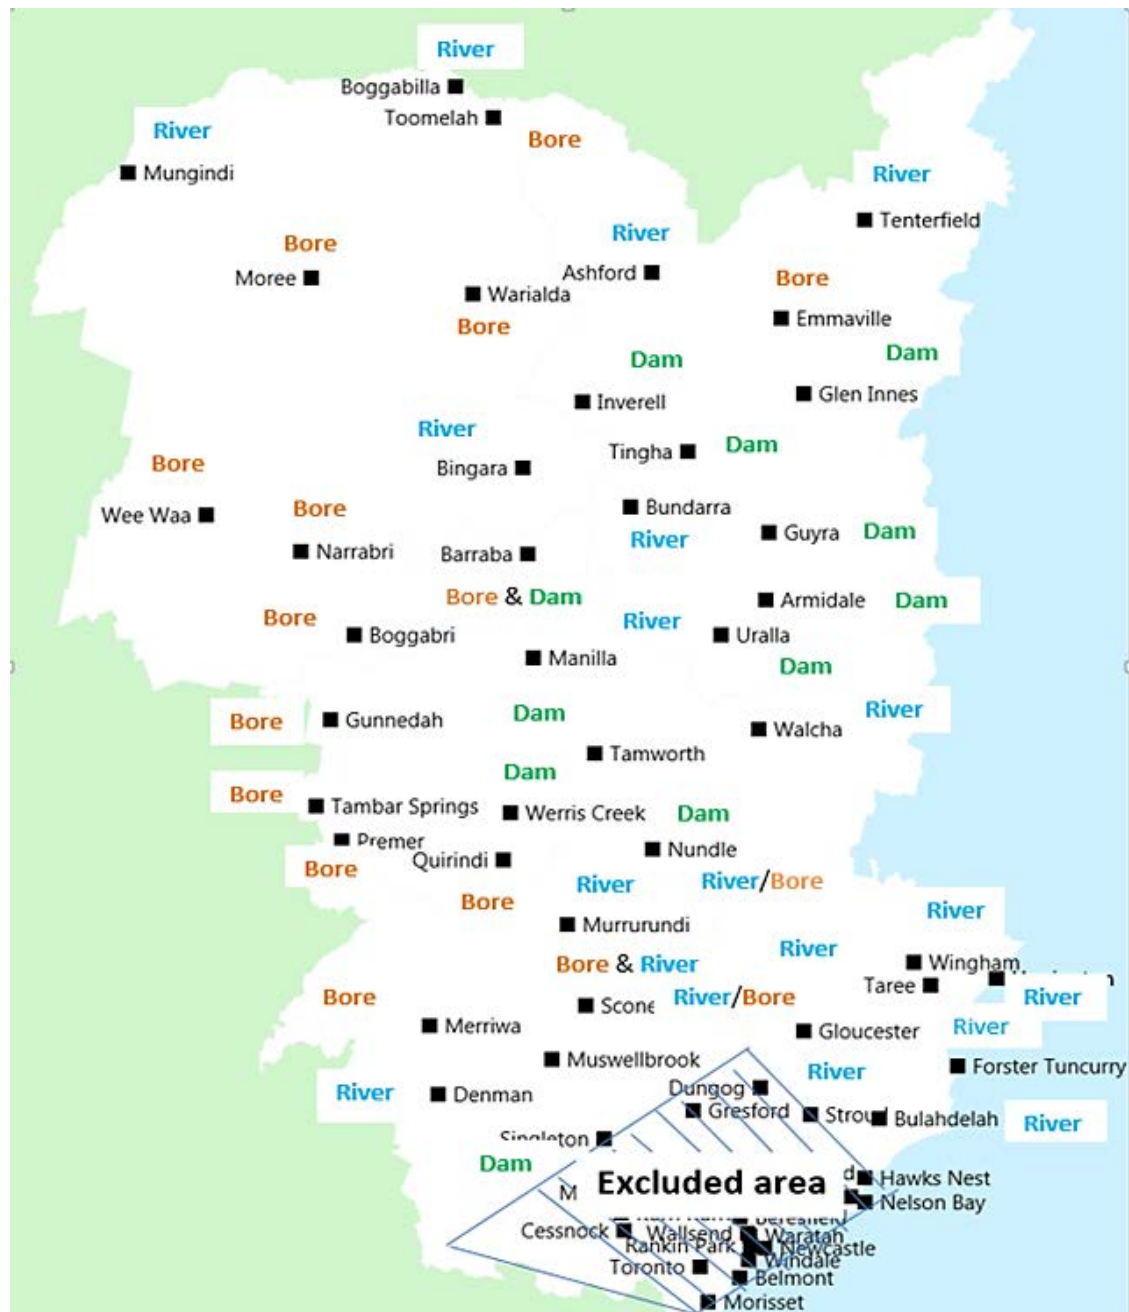 River
Boggabilla
Toomelah
River
Bore
Mungindi
River
Tenterfield
River
Bore
Moree
Ashford
Bore
Warialda
Bore
Emmaville
Dam
Dam
Glen Innes
Inverell
River
Dam
Tingha
Bore
Bingara
Bore
Bundarra
Wee Waa
Guyra
Dam
River
Narrabri
Barraba
Bore & Dam
Armidale
Dam
Bore
River
Boggabri
Uralla
Manilla
Dam
River
Bore
Gunnedah
Dam
Walcha
Tamworth
Dam
Bore
Tambar Springs
Werris Creek
Dam
Premer
Quirindi
Nundle
Bore
River
River/Bore
Bore
River
Murrurundi
River
Bore & River
Wingham
Taree
Bore
River/Bore
River
Scone
Merriwa
Gloucester
River
Muswellbrook
Forster Tuncurry
River
River
Denman
Dungog
Gresford
Stroud
Bulahdelah
River
Singleton
Dam
Excluded area
Hawks Nest
Nelson Bay
Beresfield
Cessnock
Wallsend
Waratah
Rankin Park
Newcastle
Toronto
Windale
Belmont
Morisset